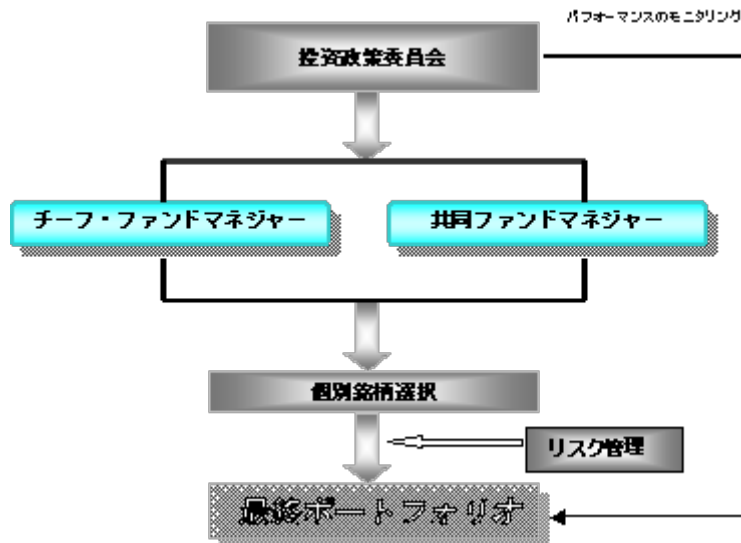 パフォーマンスのモニタリング
投資政策委員会
チーフ・ファンドマネジャー
共同ファンドマネジャー
個別銘柄選択
リスク管理
最終ポートフォリオ